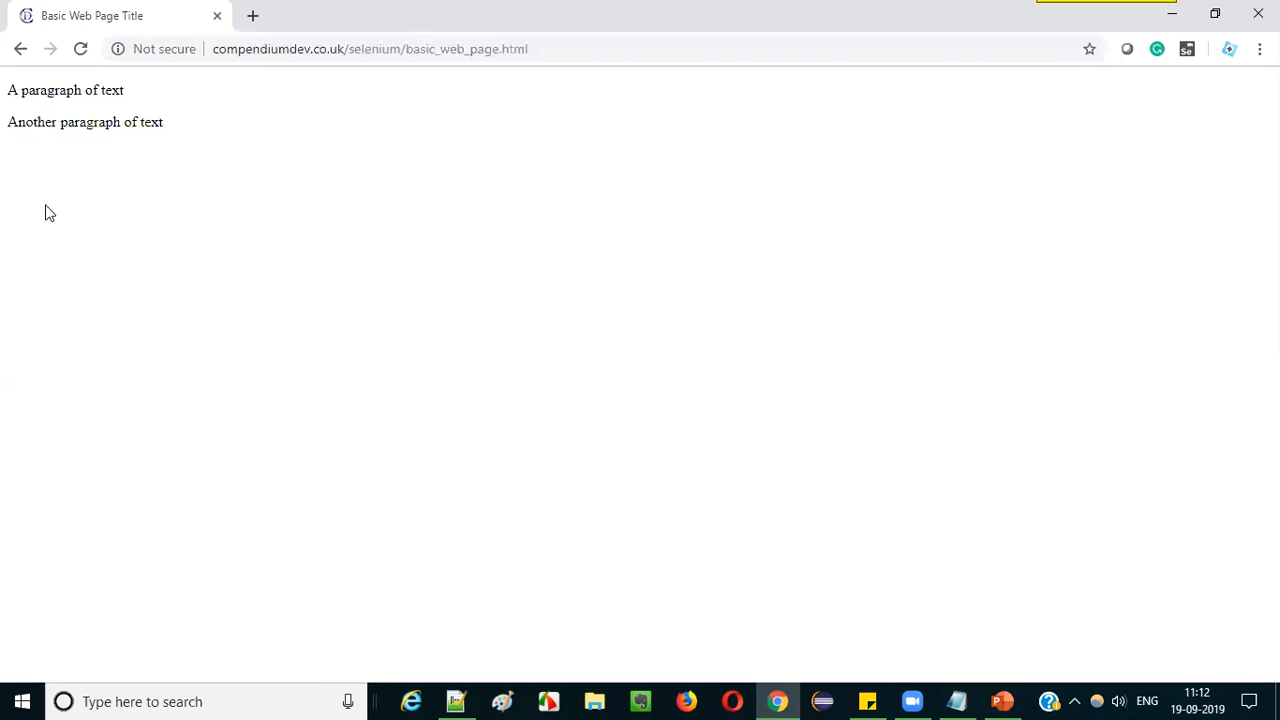 Basic Web Page Title
Not secure
compendiumdev.co.uk/selenium/basic_web_page.html
Se
A paragraph of text
Another paragraph of text
Type here to search
ENG
11:12
19-09-2019